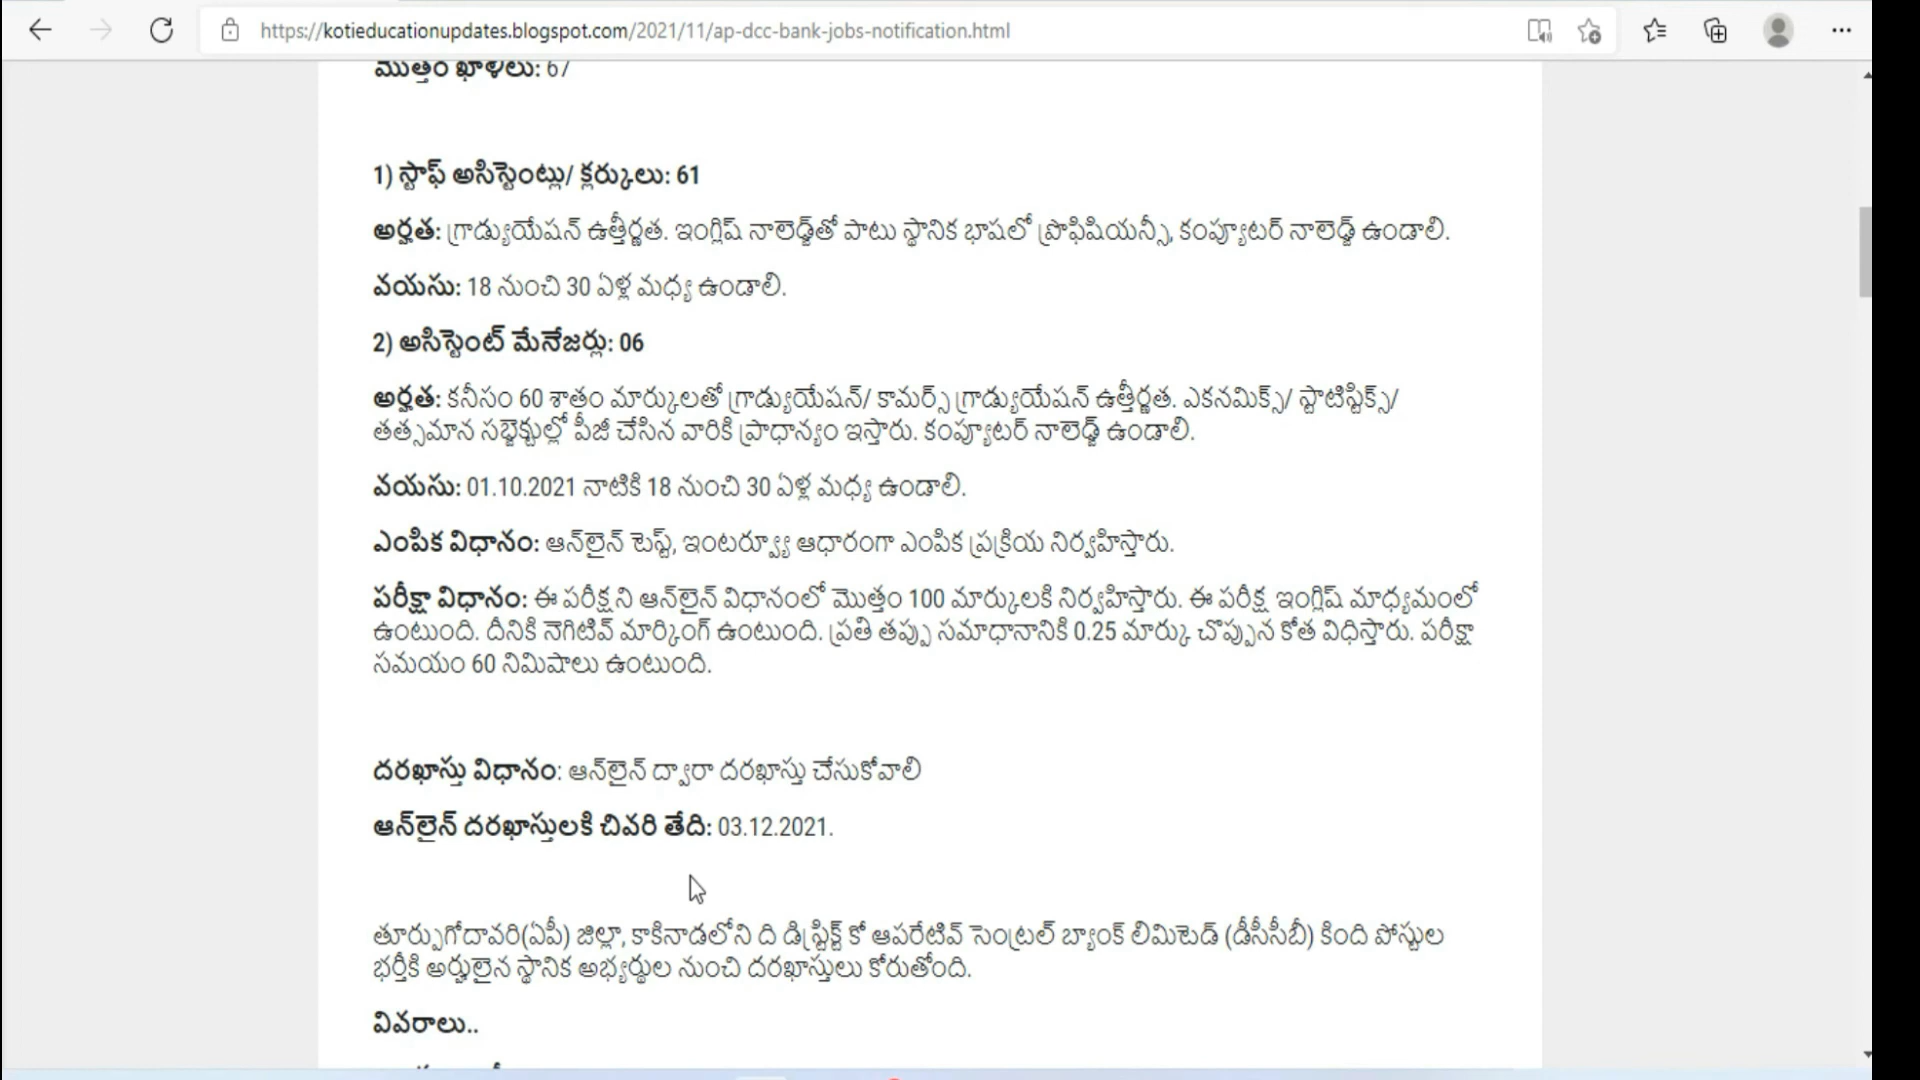 https://kotieducationupdates.blogspot.com/2021/11/ap-dcc-bank-jobs-notification.html
మొత్తం ఖాళీలు: 67
1) స్టాఫ్ అసిస్టెంట్లు/ క్లర్కులు: 61
అర్హత: గ్రాడ్యుయేషన్ ఉత్తీర్ణత. ఇంగ్లిష్ నాలెడ్జ్‌తో పాటు స్థానిక భాషలో ప్రొఫిషియన్సీ, కంప్యూటర్ నాలెడ్జ్ ఉండాలి.
వయసు: 18 నుంచి 30 ఏళ్ల మధ్య ఉండాలి.
2) అసిస్టెంట్ మేనేజర్లు: 06
అర్హత: కనీసం 60 శాతం మార్కులతో గ్రాడ్యుయేషన్/ కామర్స్ గ్రాడ్యుయేషన్ ఉత్తీర్ణత. ఎకనమిక్స్/ స్టాటిస్టిక్స్/
తత్సమాన సబ్జెక్టుల్లో పీజీ చేసిన వారికి ప్రాధాన్యం ఇస్తారు. కంప్యూటర్ నాలెడ్జ్ ఉండాలి.
వయసు: 01.10.2021 నాటికి 18 నుంచి 30 ఏళ్ల మధ్య ఉండాలి.
ఎంపిక విధానం: ఆన్‌లైన్ టెస్ట్, ఇంటర్వ్యూ ఆధారంగా ఎంపిక ప్రక్రియ నిర్వహిస్తారు.
పరీక్షా విధానం: ఈ పరీక్షని ఆన్‌లైన్ విధానంలో మొత్తం 100 మార్కులకి నిర్వహిస్తారు. ఈ పరీక్ష ఇంగ్లిష్ మాధ్యమంలో
ఉంటుంది. దీనికి నెగిటివ్ మార్కింగ్ ఉంటుంది. ప్రతి తప్పు సమాధానానికి 0.25 మార్కు చొప్పున కోత విధిస్తారు. పరీక్షా
సమయం 60 నిమిషాలు ఉంటుంది.
దరఖాస్తు విధానం: ఆన్‌లైన్ ద్వారా దరఖాస్తు చేసుకోవాలి
ఆన్‌లైన్ దరఖాస్తులకి చివరి తేది: 03.12.2021.
తూర్పుగోదావరి(ఏపీ) జిల్లా, కాకినాడలోని ది డిస్ట్రిక్ట్ కో ఆపరేటివ్ సెంట్రల్ బ్యాంక్ లిమిటెడ్ (డీసీసీబీ) కింది పోస్టుల
భర్తీకి అర్హులైన స్థానిక అభ్యర్థుల నుంచి దరఖాస్తులు కోరుతోంది.
వివరాలు..